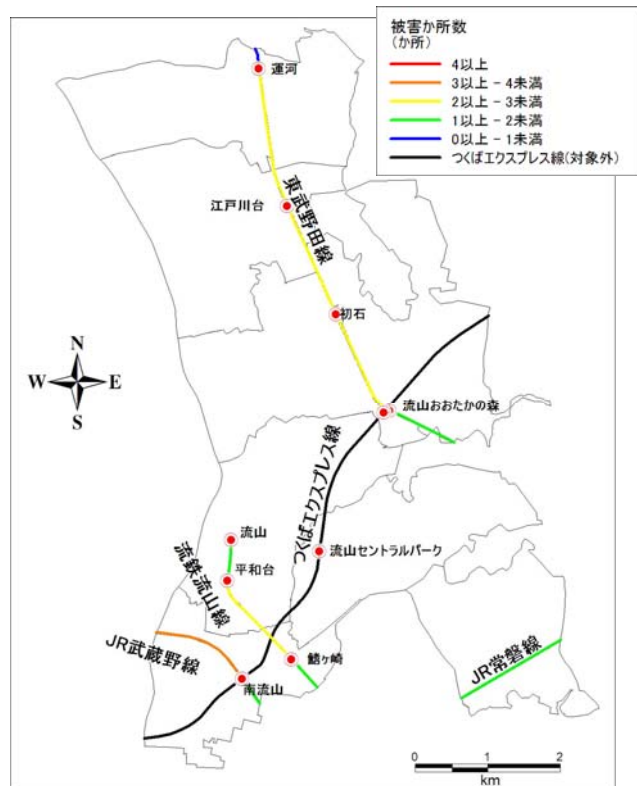 被害か所数
(か所)
4以上
3以上 - 4未満
2以上 - 3未満
1以上 - 2未満
0以上 - 1未満
つくばエクスプレス線(対象外)
運河
東武野田線
江戸川台
初石
N
W E
S
流山おおたかの森
つくばエクスプレス線
流山
流山セントラルパーク
平和台
流鉄流山線
JR武蔵野線
鰭ヶ崎
南流山
JR常磐線
0 1 2
km